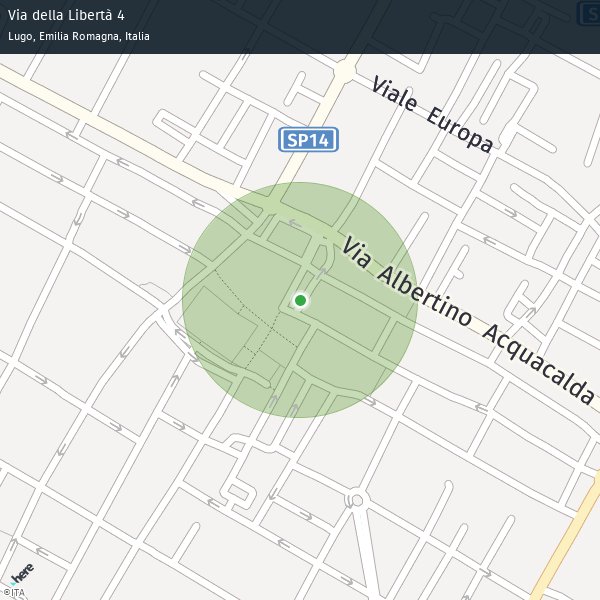 Via della Libertà 4
Lugo, Emilia Romagna, Italia
Viale Europa
SP14
Via Albertino Acquacalda
here
©ITA